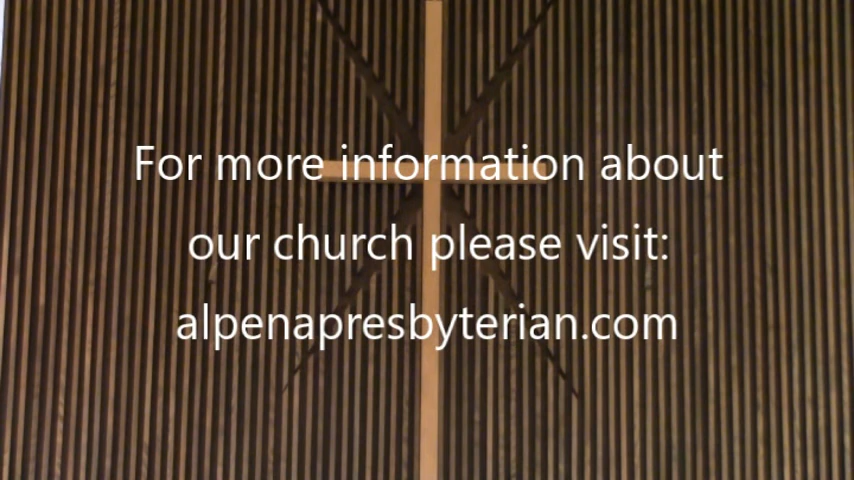 For more information about
our church please visit:
alpenapresbyterian.com